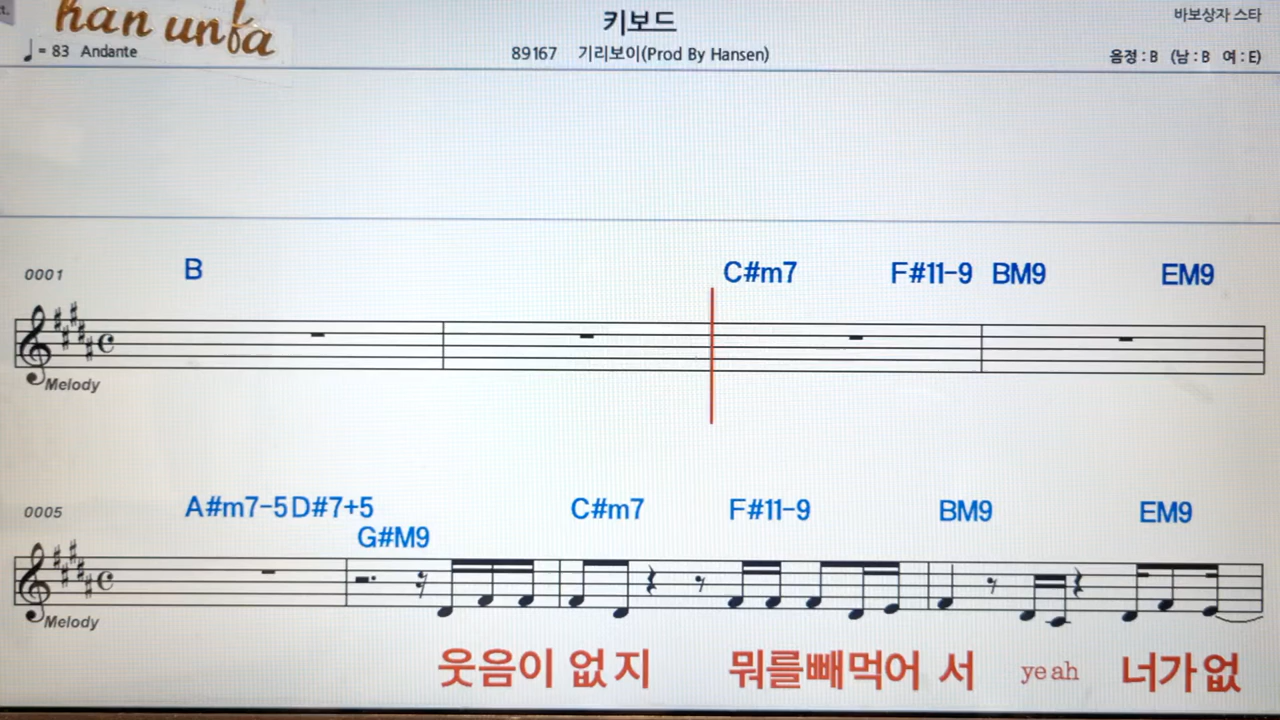 han unfa
키보드
바보상자 스타
♩= 83 Andante
89167 기리보이(Prod By Hansen)
음정 : B (남 : B 여 : E)
0001 B C#m7 F#11-9 BM9 EM9
Melody
0005 A#m7-5 D#7+5 G#M9 C#m7 F#11-9 BM9 EM9
Melody
웃음이 없지 뭐를빼먹어 서 yeah 너가없